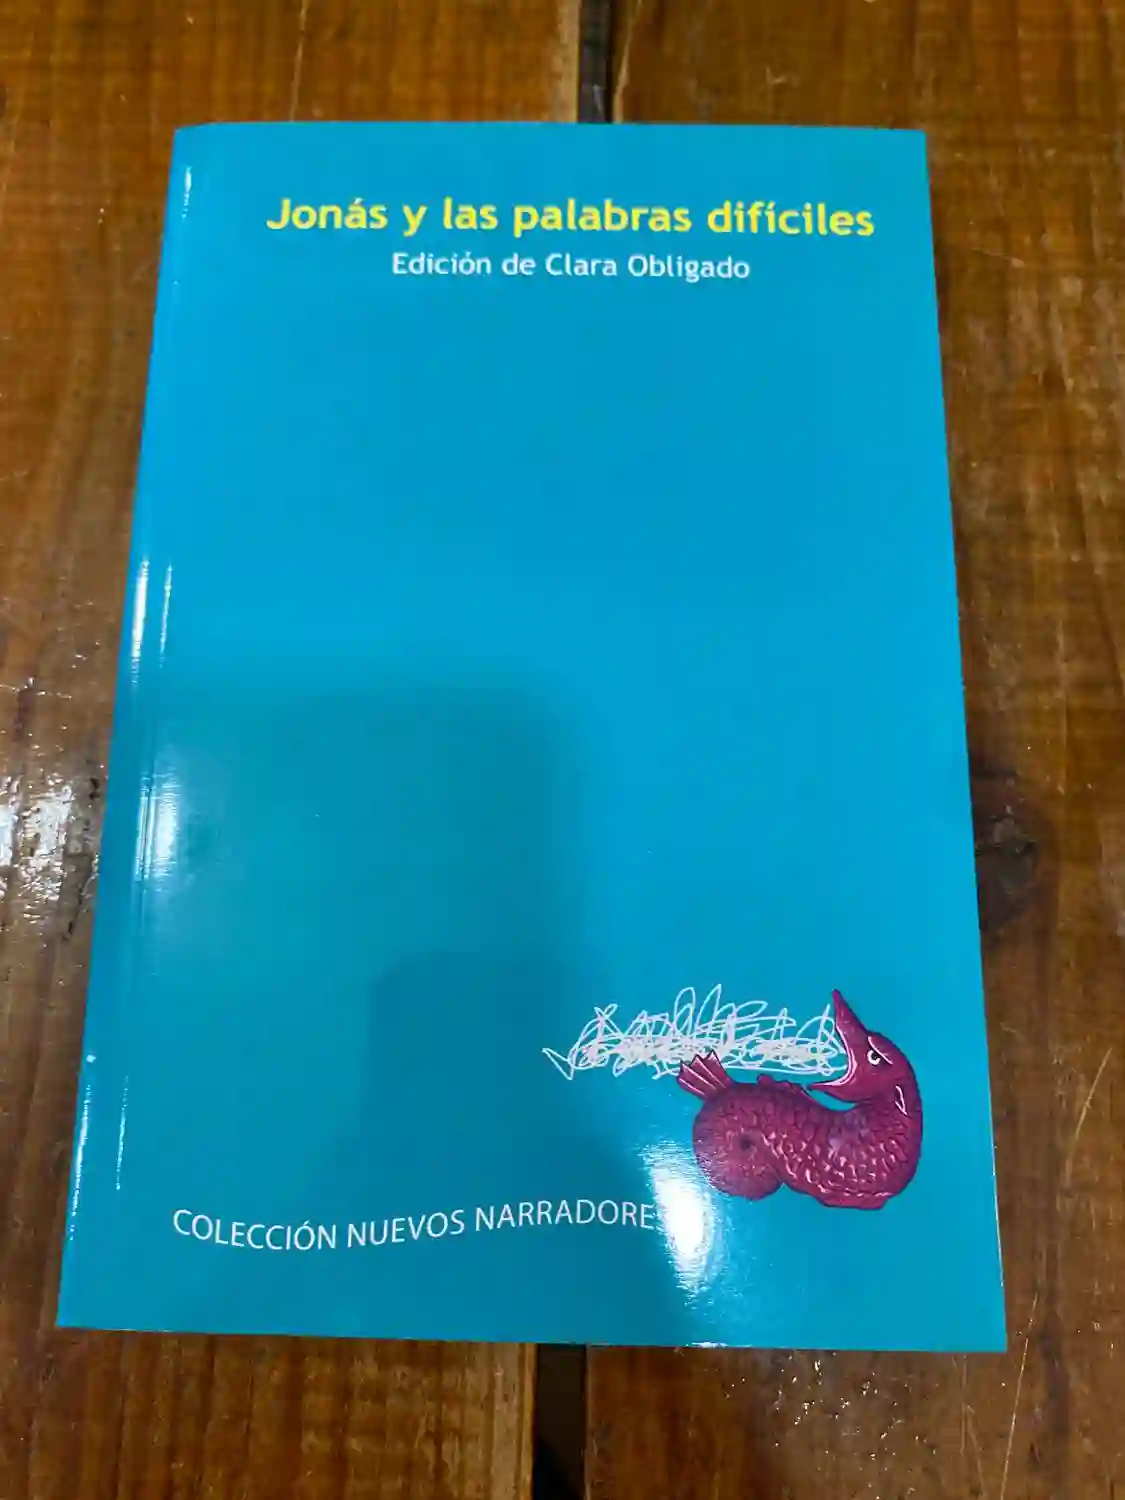 Jonás y las palabras difíciles
Edición de Clara Obligado
COLECCIÓN NUEVOS NARRADORE